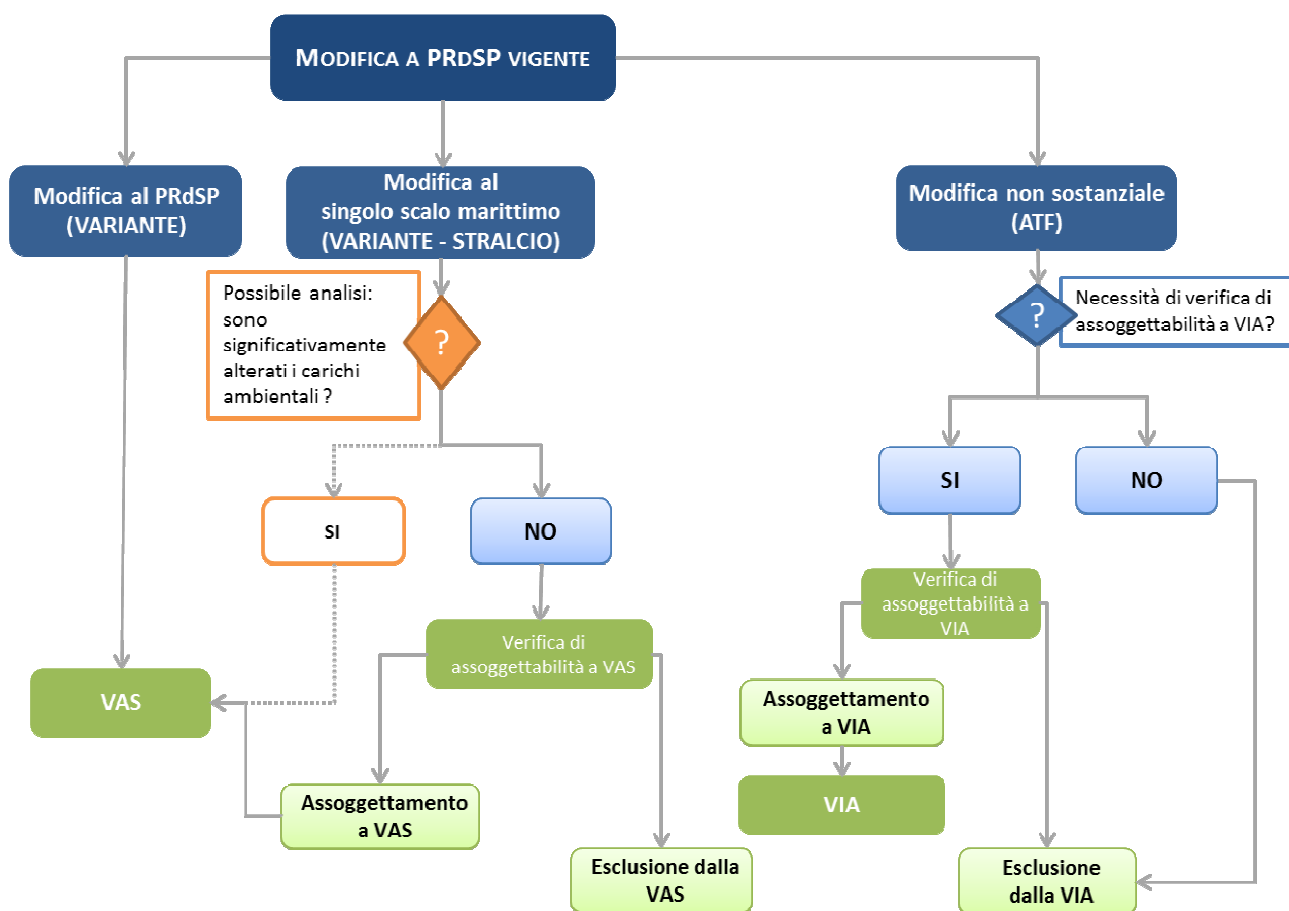 MODIFICA A PRDSP VIGENTE
Modifica al PRdSP
(VARIANTE)
Modifica al
singolo scalo marittimo
(VARIANTE - STRALCIO)
Modifica non sostanziale
(ATF)
Possibile analisi:
sono
significativamente
alterati i carichi
ambientali ?
?
?
Necessità di verifica di
assoggettabilità a VIA?
SI
NO
SI
NO
Verifica di
assoggettabilità a VAS
Verifica di
assoggettabilità a
VIA
VAS
Assoggettamento
a VIA
Assoggettamento
a VAS
VIA
Esclusione dalla
VAS
Esclusione
dalla VIA